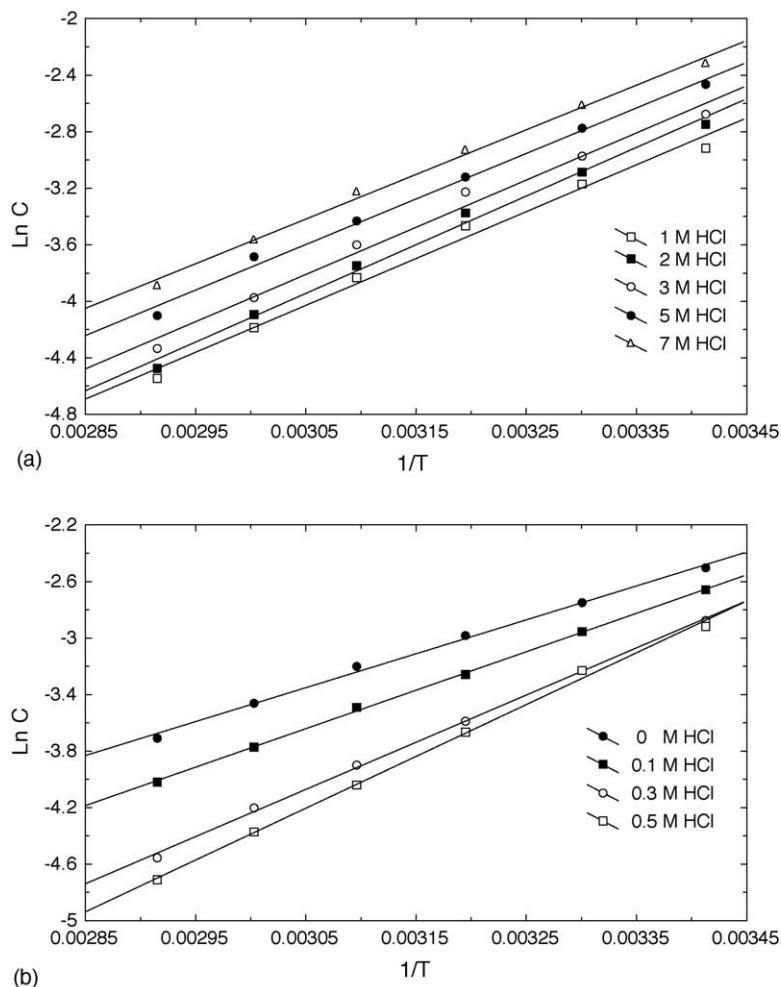 -2
-2.4
-2.8
-3.2
-3.6
-4
-4.4
-4.8
Ln C
1 M HCl
2 M HCl
3 M HCl
5 M HCl
7 M HCl
0.00285 0.00295 0.00305 0.00315 0.00325 0.00335 0.00345
(a)
1/T
-2.2
-2.6
-3
-3.4
-3.8
-4.2
-4.6
-5
Ln C
0 M HCl
0.1 M HCl
0.3 M HCl
0.5 M HCl
0.00285 0.00295 0.00305 0.00315 0.00325 0.00335 0.00345
(b)
1/T